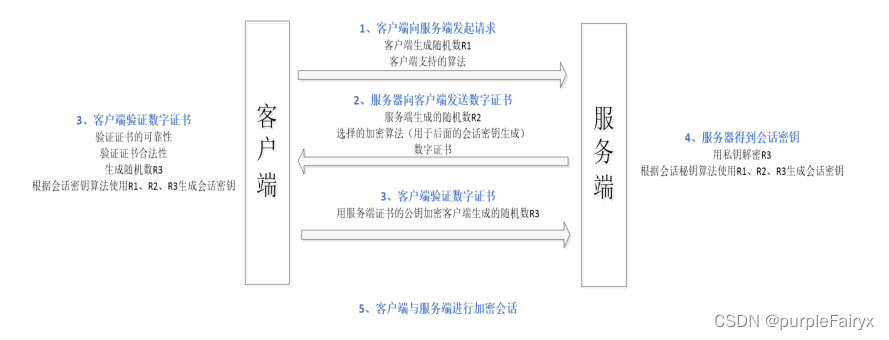 1、客户端向服务端发起请求
客户端生成随机数R1
客户端支持的算法
2、服务器向客户端发送数字证书
服务端生成的随机数R2
选择的加密算法（用于后面的会话密钥生成）
数字证书
3、客户端验证数字证书
用服务端证书的公钥加密客户端生成的随机数R3
客户端
服务端
3、客户端验证数字证书
验证证书的可靠性
验证证书合法性
生成随机数R3
根据会话密钥算法使用R1、R2、R3生成会话密钥
4、服务器得到会话密钥
用私钥解密R3
根据会话秘钥算法使用R1、R2、R3生成会话密钥
5、客户端与服务端进行加密会话
CSDN @purpleFairyx